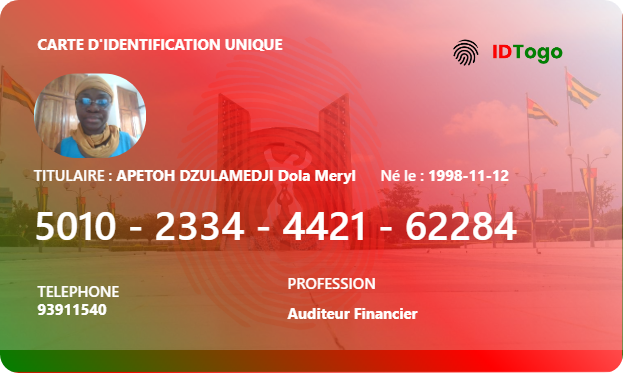 CARTE D'IDENTIFICATION UNIQUE
IDTogo
TITULAIRE : APETOH DZULAMEDJI Dola Meryl Né le : 1998-11-12
5010 - 2334 - 4421 - 62284
TELEPHONE
93911540
PROFESSION
Auditeur Financier